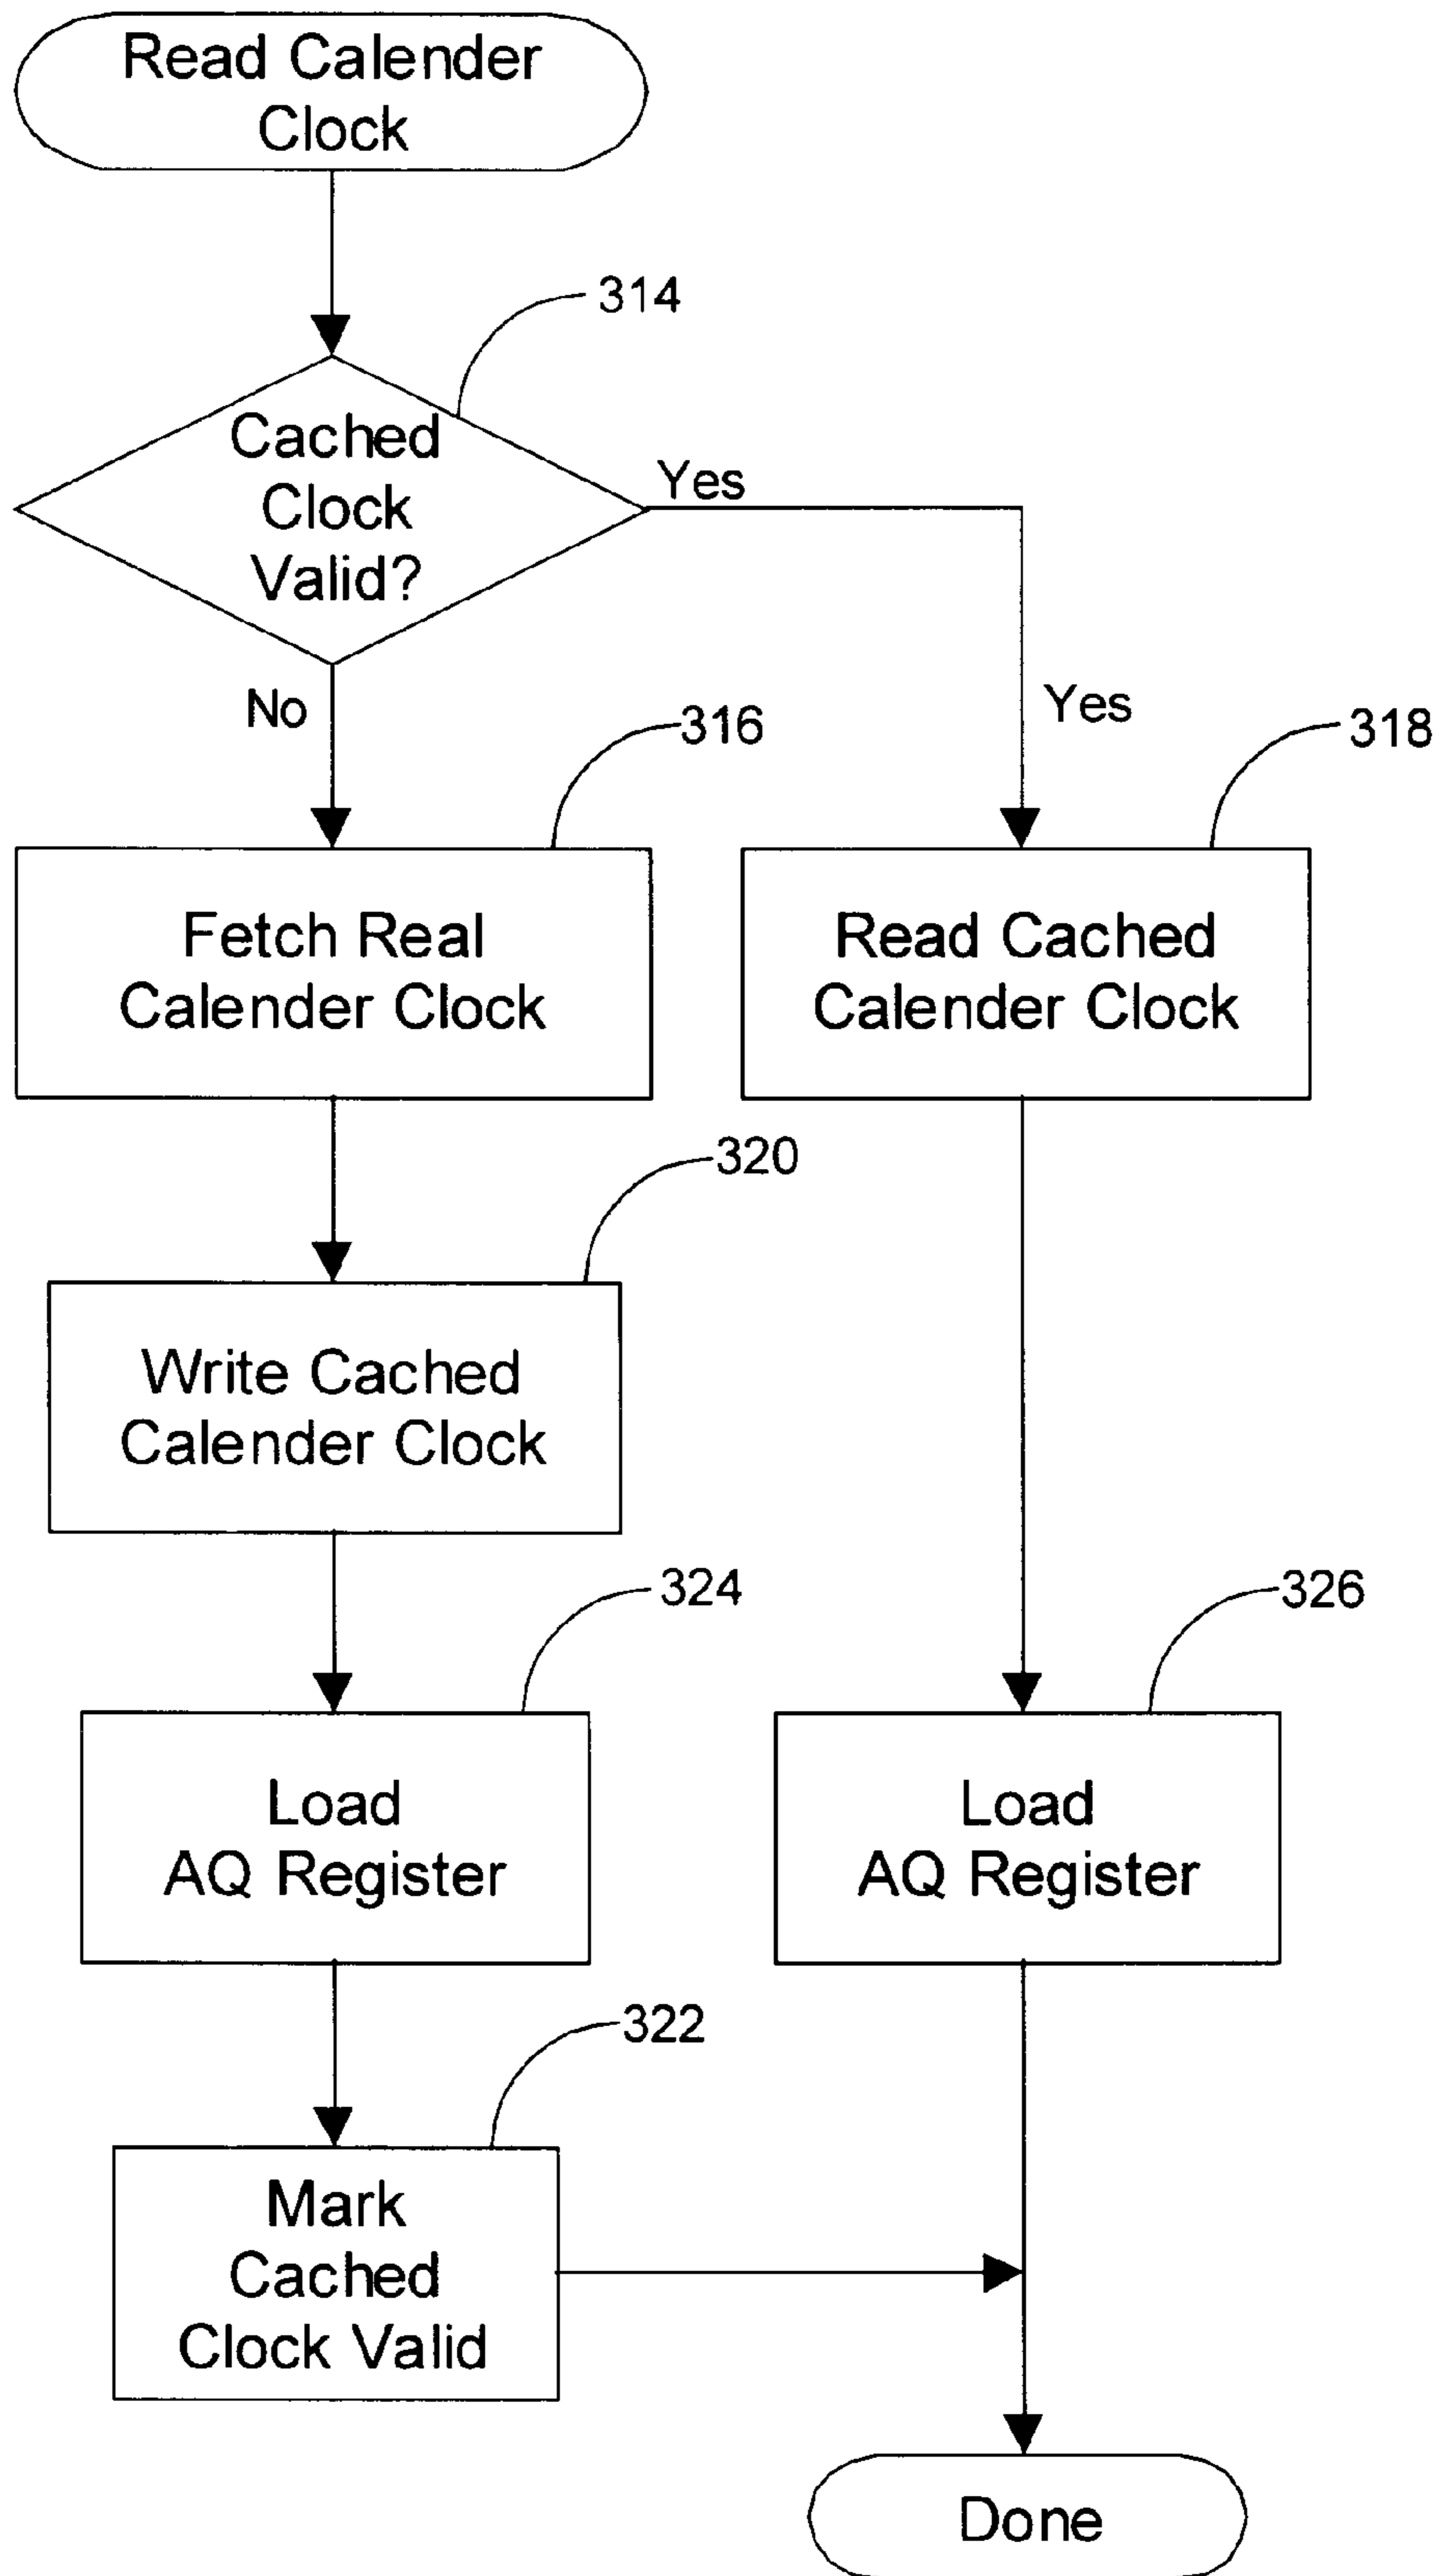 Read Calender
Clock
314
Cached
Clock
Valid?
Yes
No
Yes
316
318
Fetch Real
Calender Clock
Read Cached
Calender Clock
320
Write Cached
Calender Clock
324
326
Load
AQ Register
Load
AQ Register
322
Mark
Cached
Clock Valid
Done